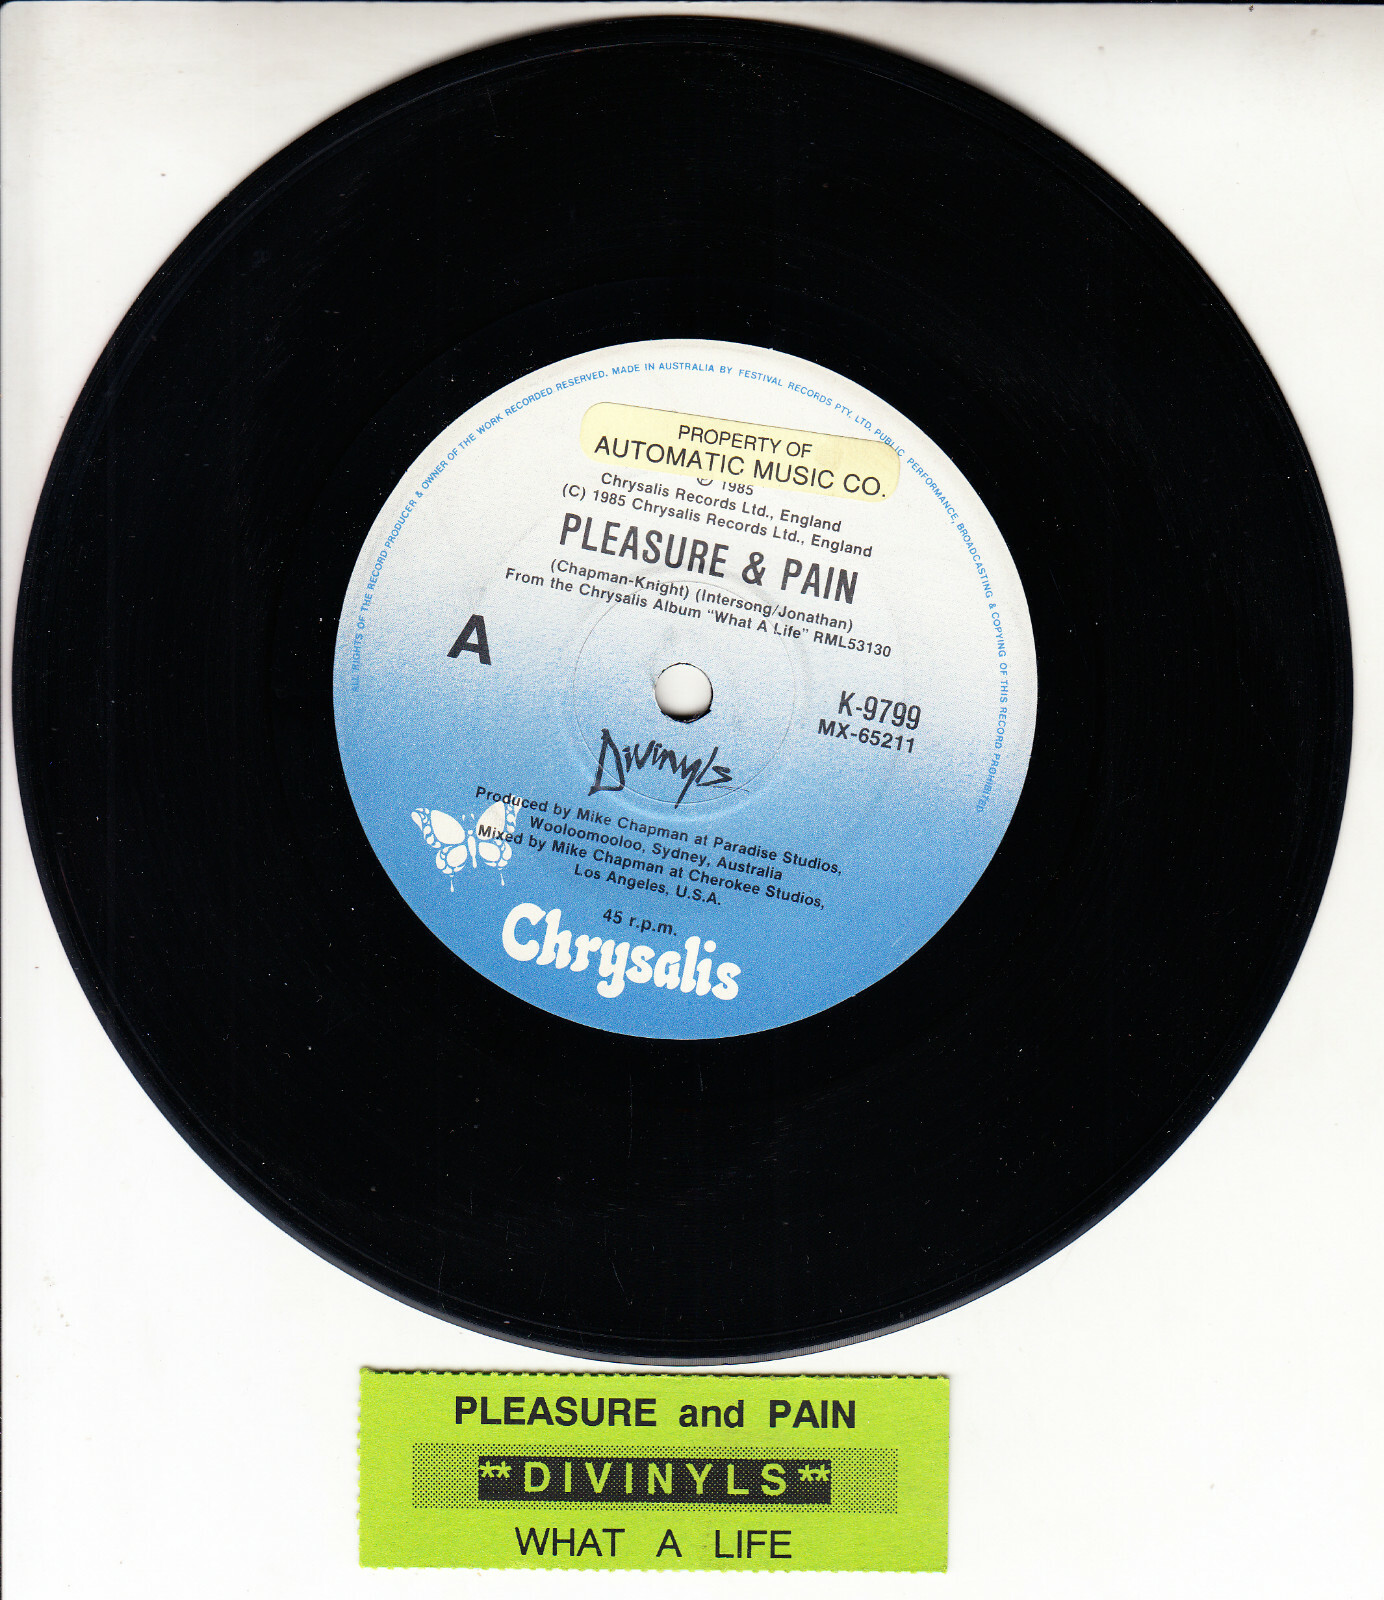 ALL RIGHTS OF THE RECORD PRODUCER & OWNER OF THE WORK RECORDED RESERVED. MADE IN AUSTRALIA BY FESTIVAL RECORDS PTY. LTD. PUBLIC PERFORMANCE, BROADCASTING & COPYING OF THIS RECORD PROHIBITED
PROPERTY OF
AUTOMATIC MUSIC CO.
℗ 1985
Chrysalis Records Ltd., England
(C) 1985 Chrysalis Records Ltd., England
PLEASURE & PAIN
(Chapman-Knight) (Intersong/Jonathan)
From the Chrysalis Album "What A Life" RML53130
A
K-9799
MX-65211
Divinyls
Produced by Mike Chapman at Paradise Studios,
Wooloomooloo, Sydney, Australia
Mixed by Mike Chapman at Cherokee Studios,
Los Angeles, U.S.A.
45 r.p.m.
Chrysalis
PLEASURE and PAIN
**DIVINYLS**
WHAT A LIFE